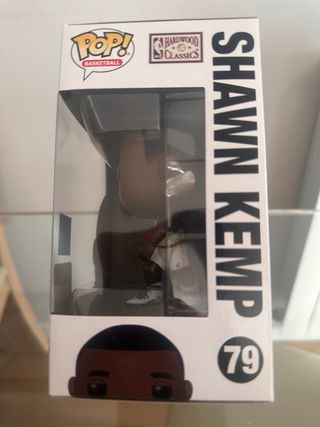 POP!
BASKETBALL
HARDWOOD
CLASSICS
SHAWN KEMP
79